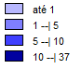 até 1
1 --| 5
5 --| 10
10 --| 37